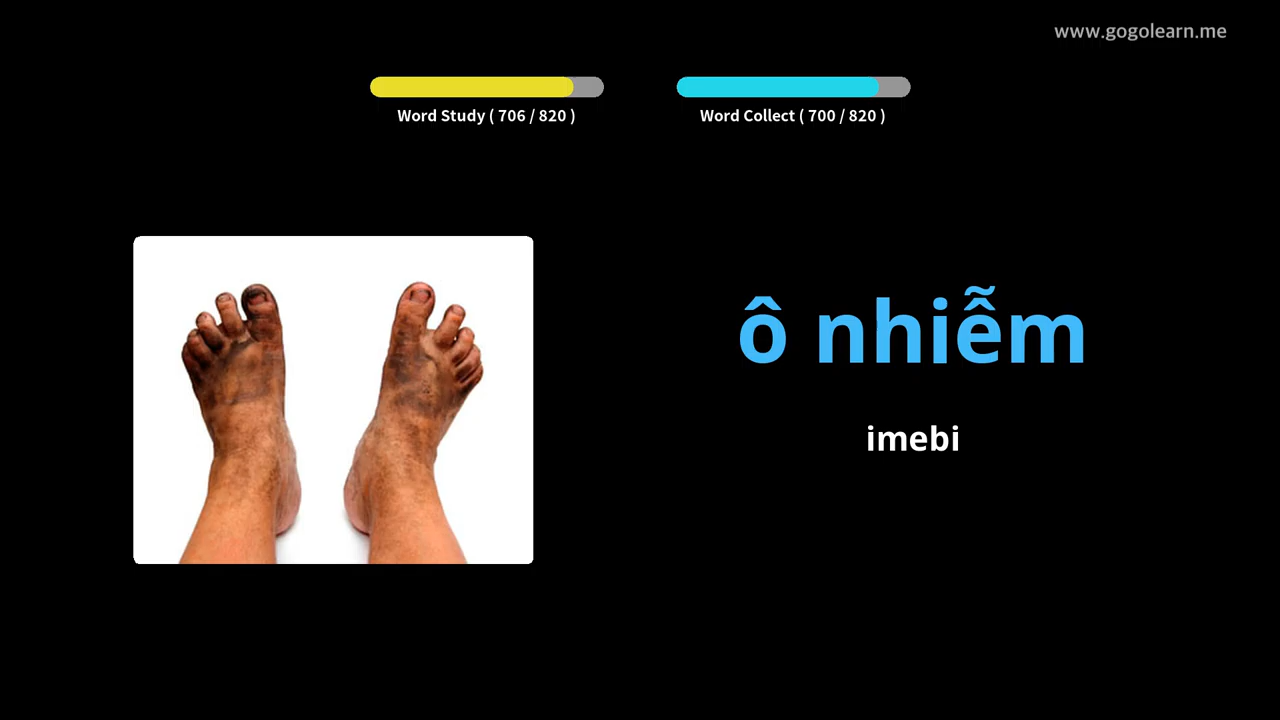 www.gogolearn.me
Word Study ( 706 / 820 )
Word Collect ( 700 / 820 )
ô nhiễm
imebi